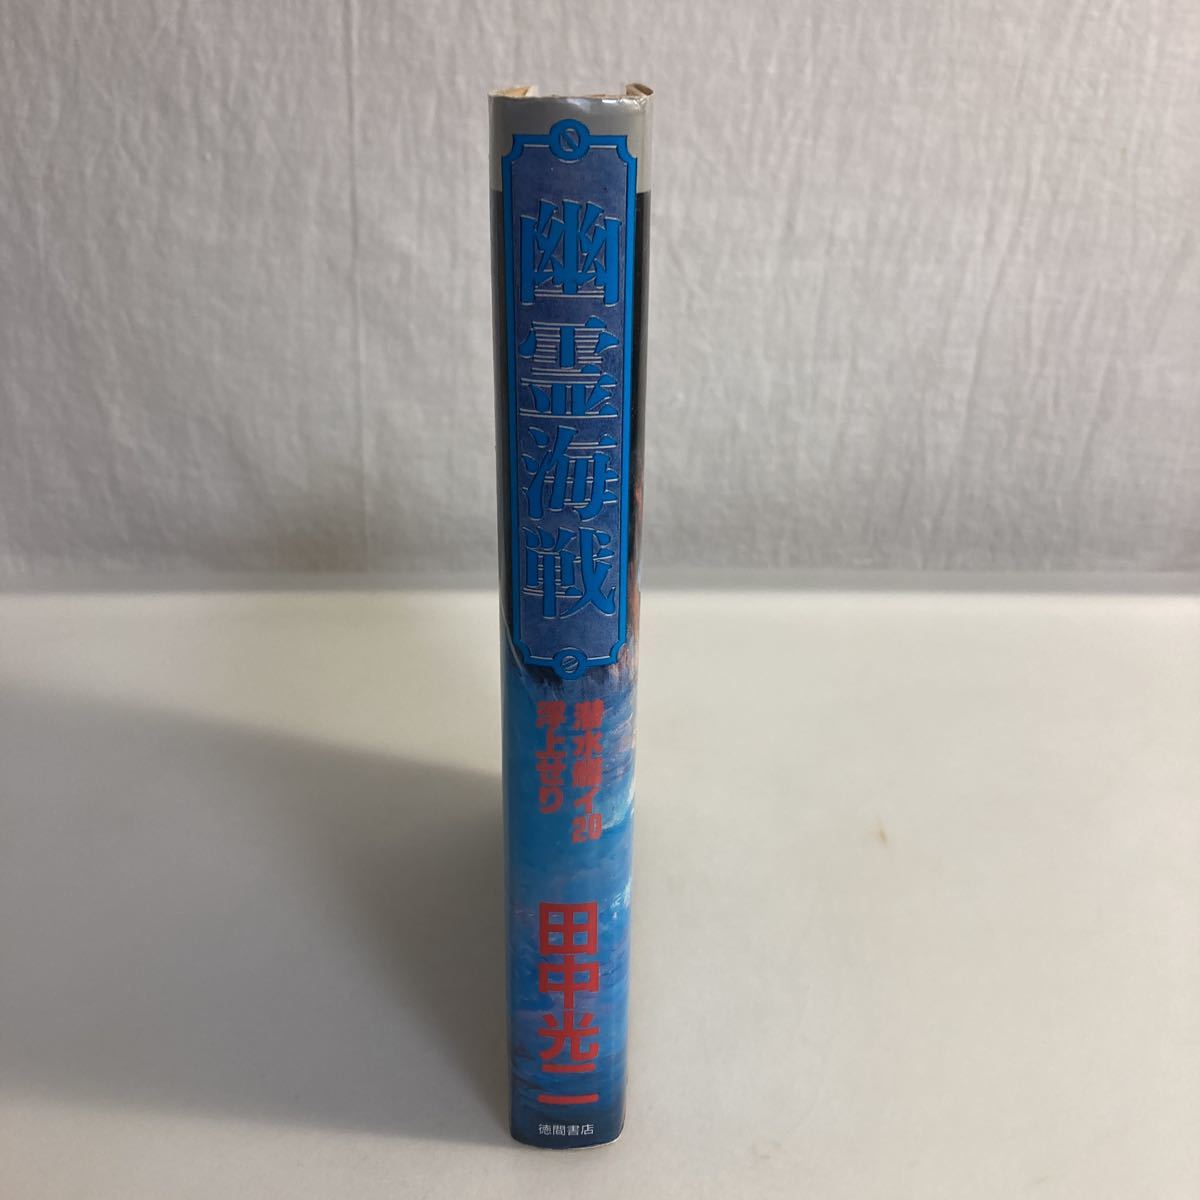 幽霊海戦
潜水艦イ20
浮上せり
田中光二
徳間書店